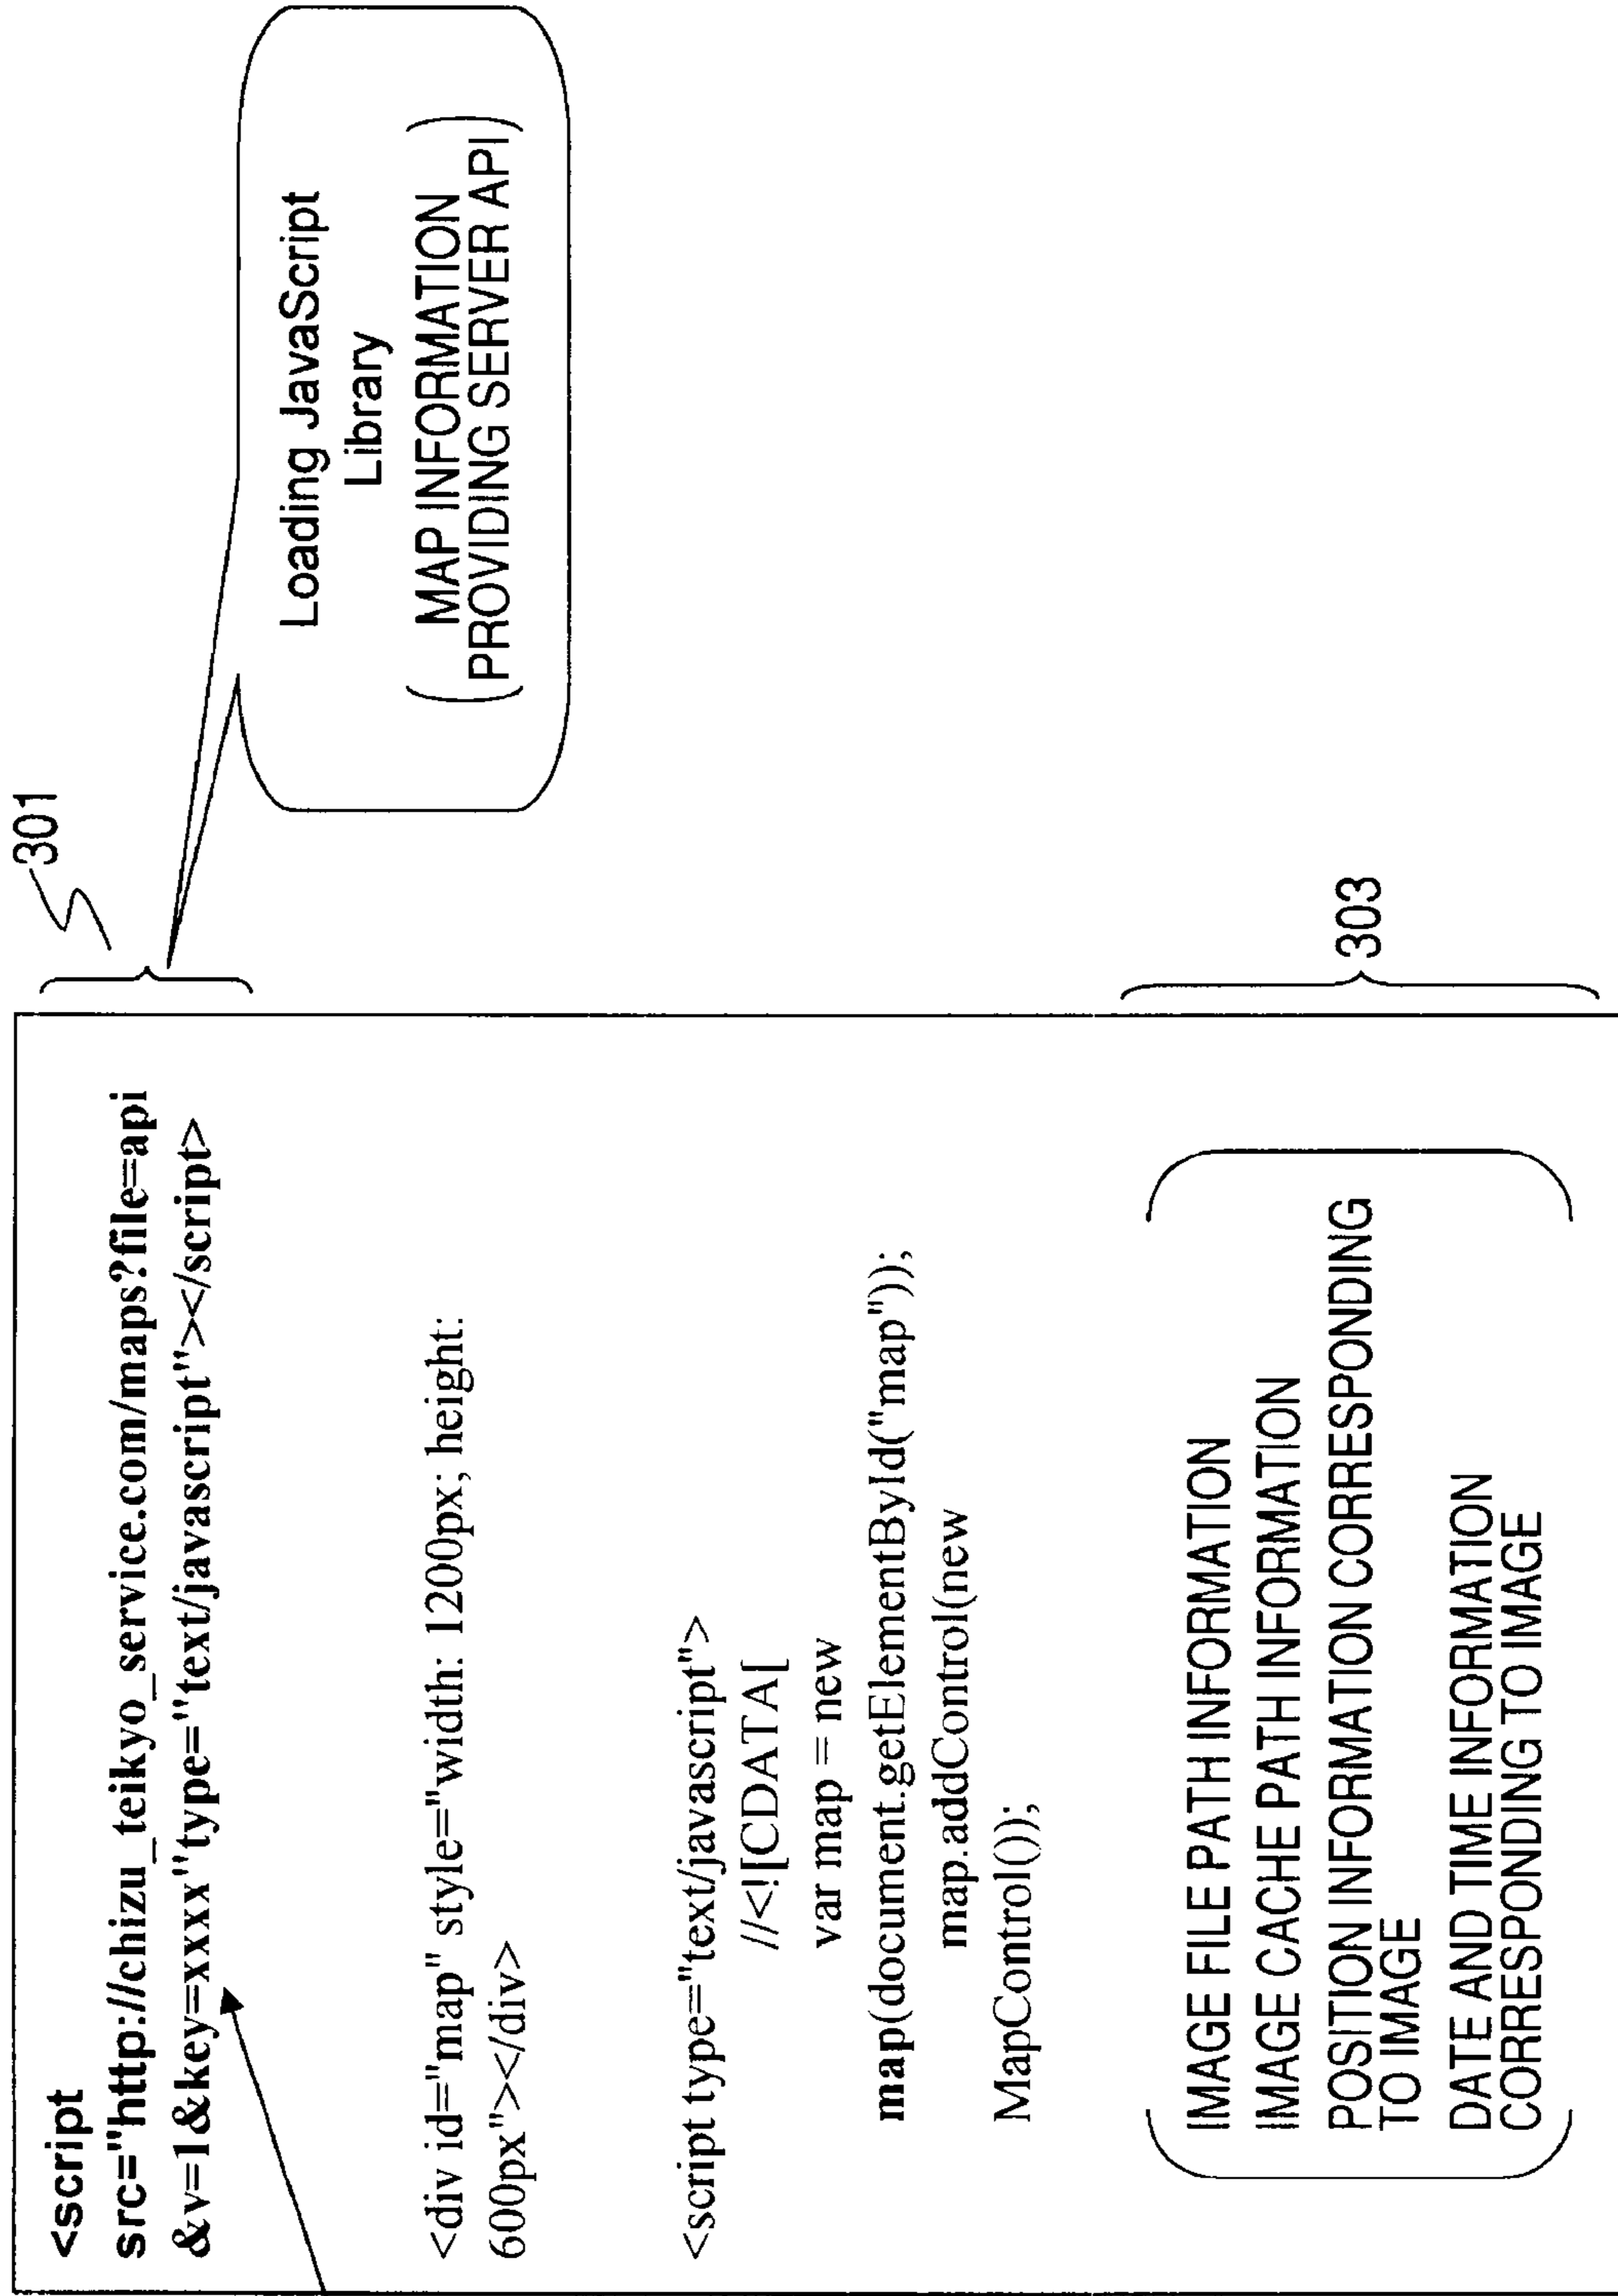 <script
src="http://chizu_teikyo_service.com/maps?file=api
&v=1&key=xxxx"type="text/javascript"></script>
<div id="map" style="width: 1200px; height:
600px"></div>
<script type="text/javascript">
//<![CDATA[
var map = new
map(document.getElementById("map"));
map.addControl(new
MapControl());
IMAGE FILE PATH INFORMATION
IMAGE CACHE PATH INFORMATION
POSITION INFORMATION CORRESPONDING
TO IMAGE
DATE AND TIME INFORMATION
CORRESPONDING TO IMAGE
301
Loading JavaScript
Library
MAP INFORMATION
PROVIDING SERVER API
303